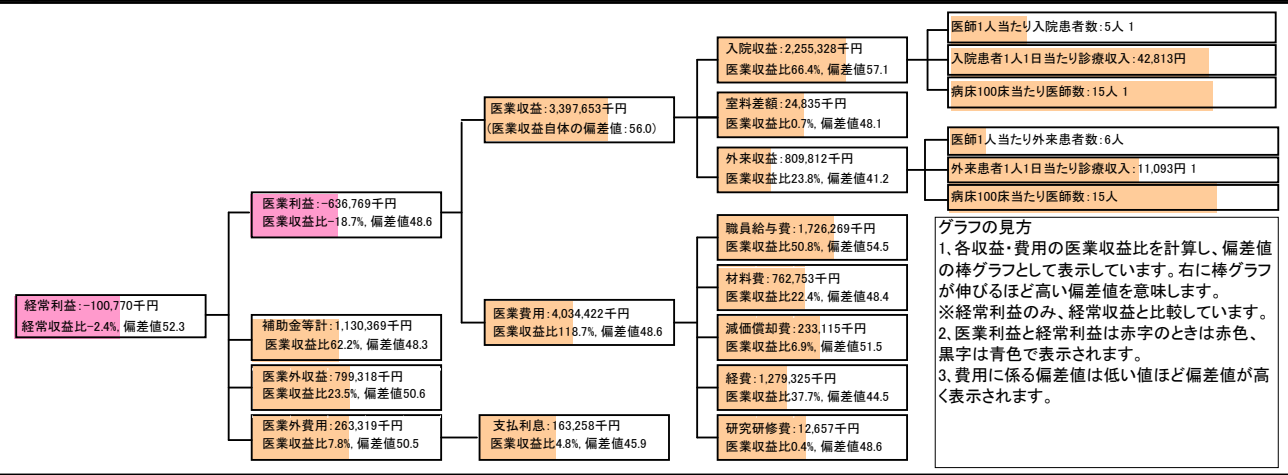 経常利益:-100,770千円
経常収支比-2.4%, 偏差値52.3
医業利益:-636,769千円
医業収益比-18.7%, 偏差値48.6
補助金等計:1,130,369千円
医業収益比62.2%, 偏差値48.3
医業外収益:799,318千円
医業収益比23.5%, 偏差値50.6
医業外費用:263,319千円
医業収益比7.8%, 偏差値50.5
医業収益:3,397,653千円
(医業収益自体の偏差値:56.0)
医業費用:4,034,422千円
医業収益比118.7%, 偏差値48.6
支払利息:163,258千円
医業収益比4.8%, 偏差値45.9
入院収益:2,255,328千円
医業収益比66.4%, 偏差値57.1
室料差額:24,835千円
医業収益比0.7%, 偏差値48.1
外来収益:809,812千円
医業収益比23.8%, 偏差値41.2
職員給与費:1,726,269千円
医業収益比50.8%, 偏差値54.5
材料費:762,753千円
医業収益比22.4%, 偏差値48.4
減価償却費:233,115千円
医業収益比6.9%, 偏差値51.5
経費:1,279,325千円
医業収益比37.7%, 偏差値44.5
研究研修費:12,657千円
医業収益比0.4%, 偏差値48.6
医師1人当たり入院患者数:5人 1
入院患者1人1日当たり診療収入:42,813円
病床100床当たり医師数:15人 1
医師1人当たり外来患者数:6人
外来患者1人1日当たり診療収入:11,093円 1
病床100床当たり医師数:15人
グラフの見方
1、各収益・費用の医業収益比を計算し、偏差値
の棒グラフとして表示しています。右に棒グラフ
が伸びるほど高い偏差値を意味します。
※経常利益のみ、経常収益と比較しています。
2、医業利益と経常利益は赤字のときは赤色、
黒字は青色で表示されます。
3、費用に係る偏差値は低い値ほど偏差値が高
く表示されます。